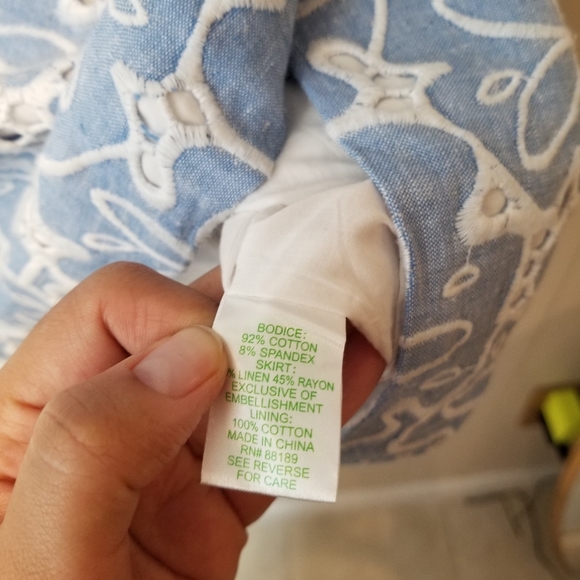 BODICE:
92% COTTON
8% SPANDEX
SKIRT:
% LINEN 45% RAYON
EXCLUSIVE OF
EMBELLISHMENT
LINING:
100% COTTON
MADE IN CHINA
RN# 88189
SEE REVERSE
FOR CARE